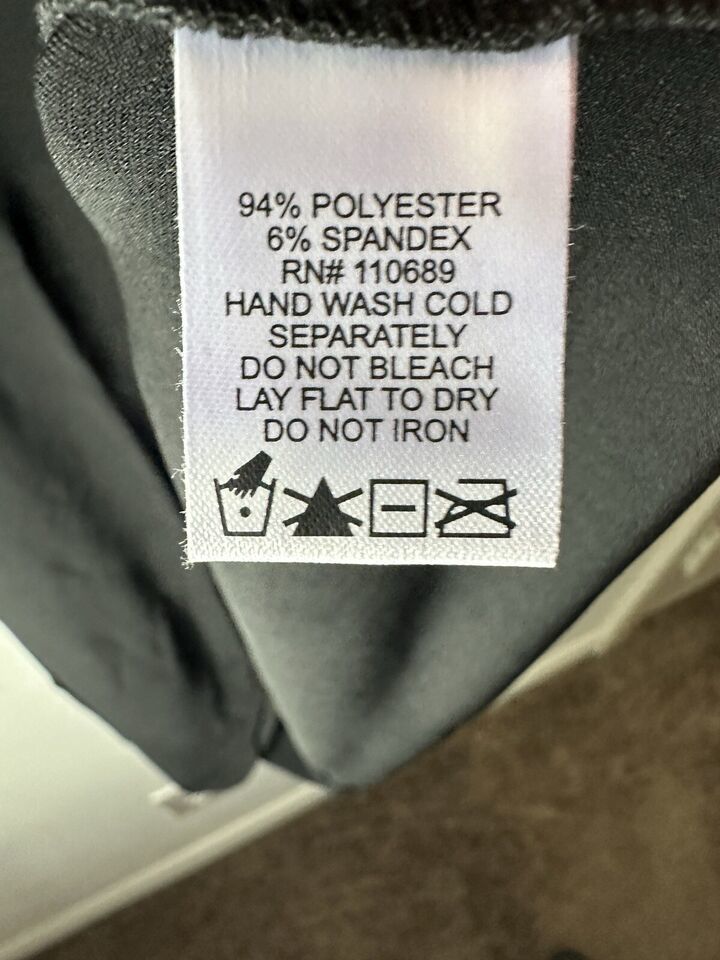 94% POLYESTER
6% SPANDEX
RN# 110689
HAND WASH COLD
SEPARATELY
DO NOT BLEACH
LAY FLAT TO DRY
DO NOT IRON